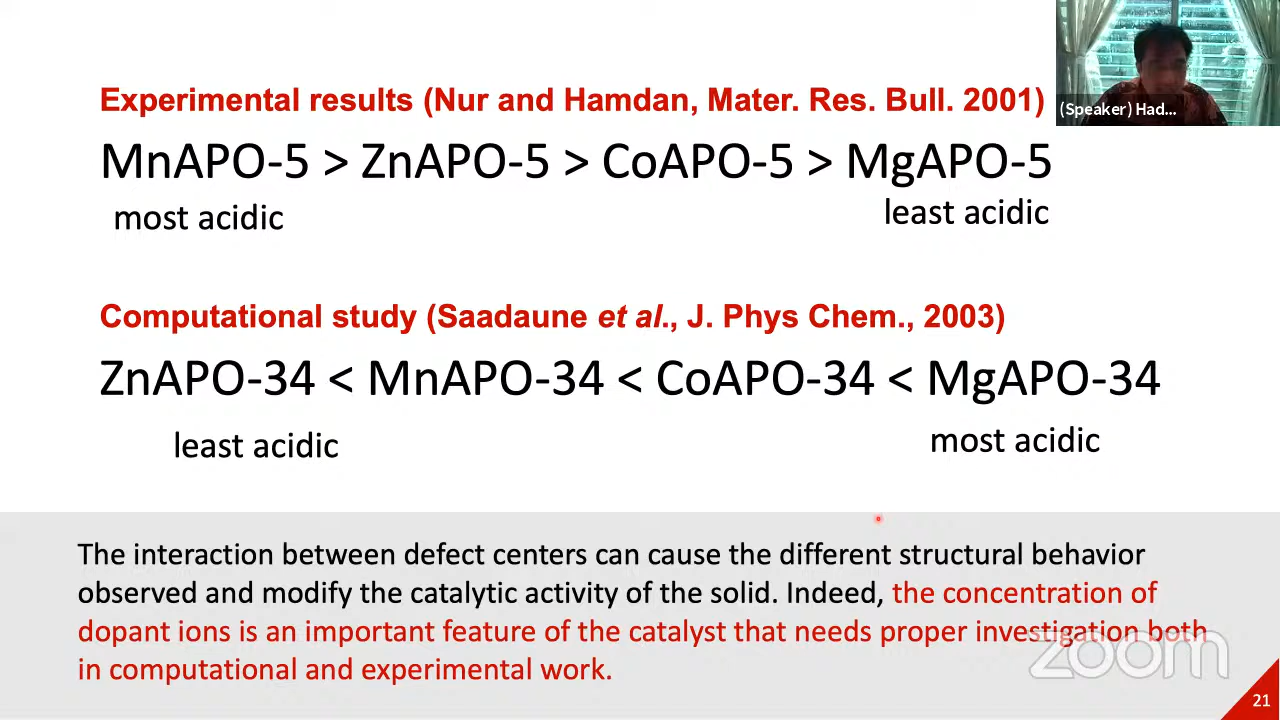 (Speaker) Had...
Experimental results (Nur and Hamdan, Mater. Res. Bull. 2001)
MnAPO-5 > ZnAPO-5 > CoAPO-5 > MgAPO-5
most acidic least acidic
Computational study (Saadaune et al., J. Phys Chem., 2003)
ZnAPO-34 < MnAPO-34 < CoAPO-34 < MgAPO-34
least acidic most acidic
The interaction between defect centers can cause the different structural behavior
observed and modify the catalytic activity of the solid. Indeed, the concentration of
dopant ions is an important feature of the catalyst that needs proper investigation both
in computational and experimental work.
zoom
21